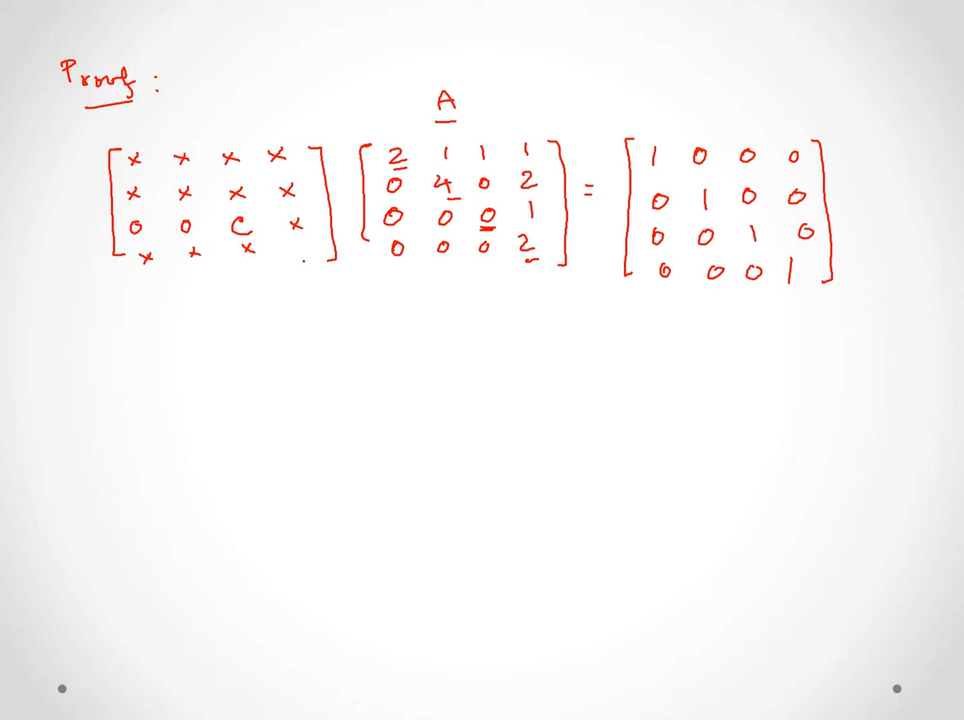 Proof :
A
[ x x x x ] [ 2 1 1 1 ] = [ 1 0 0 0 ]
[ x x x x ] [ 0 4 0 2 ] [ 0 1 0 0 ]
[ 0 0 C x ] [ 0 0 0 1 ] [ 0 0 1 0 ]
[ x x x . ] [ 0 0 0 2 ] [ 0 0 0 1 ]